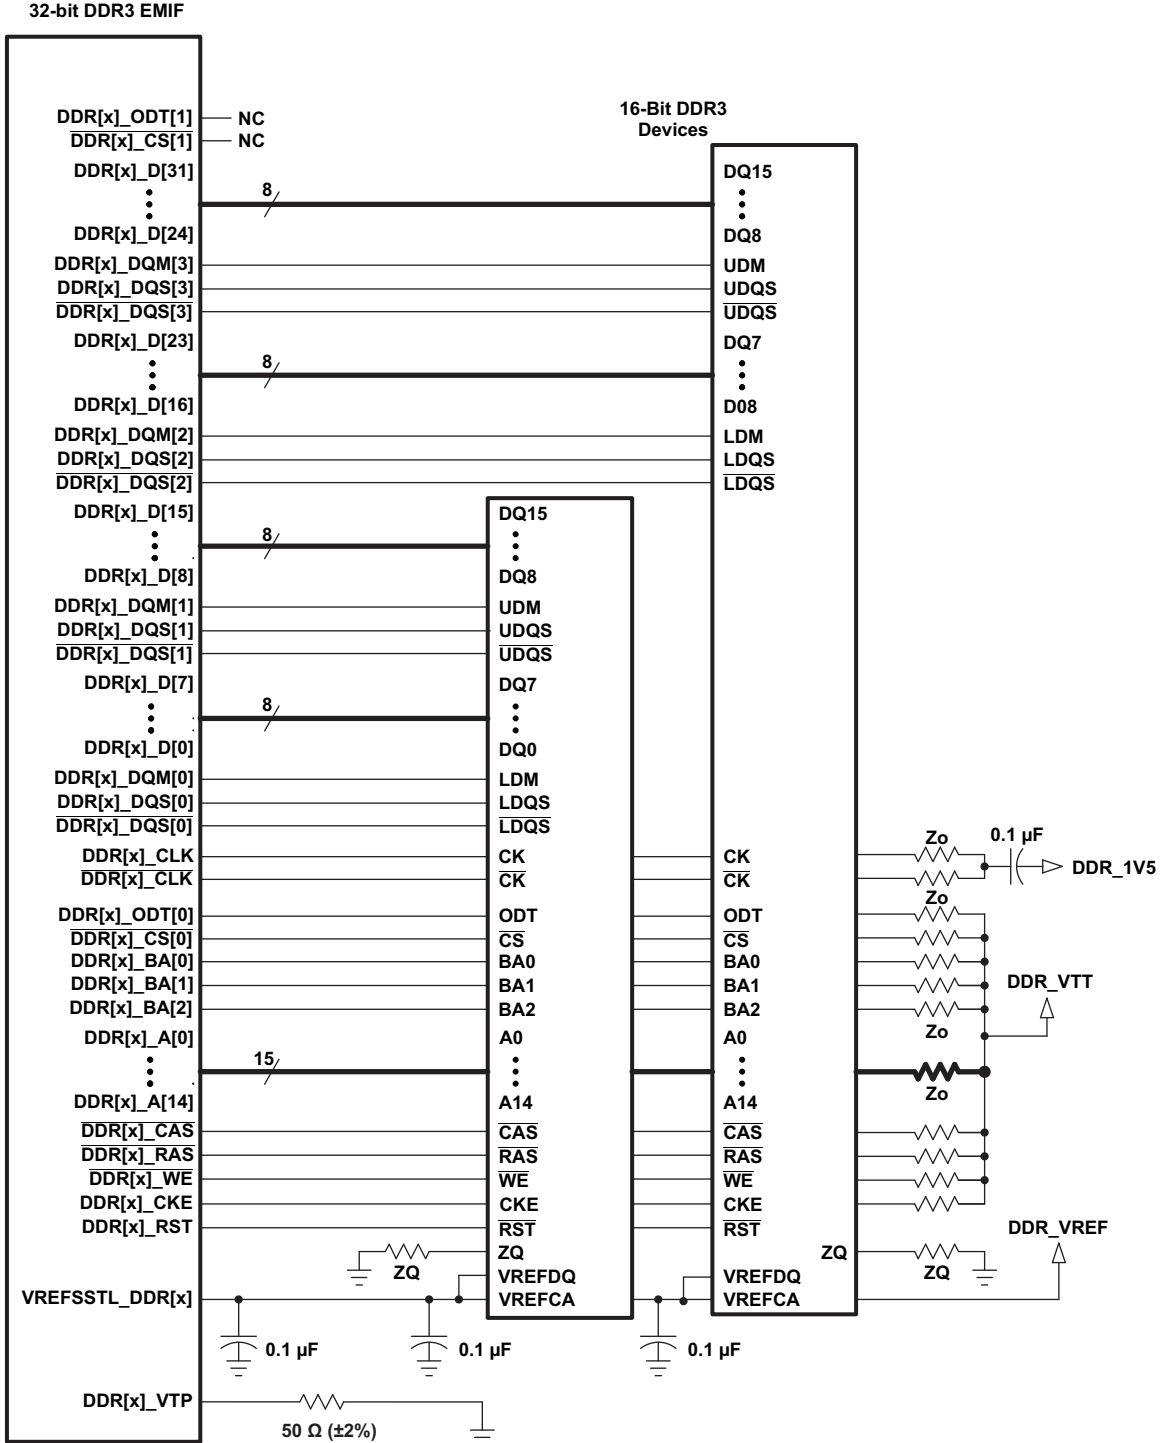 32-bit DDR3 EMIF
16-Bit DDR3
Devices
DDR[x]_ODT[1]
NC
DDR[x]_CS[1]
NC
DDR[x]_D[31]
8
DQ15
DDR[x]_D[24]
DQ8
DDR[x]_DQM[3]
UDM
DDR[x]_DQS[3]
UDQS
DDR[x]_DQS[3]
UDQS
DDR[x]_D[23]
8
DQ7
DDR[x]_D[16]
D08
DDR[x]_DQM[2]
LDM
DDR[x]_DQS[2]
LDQS
DDR[x]_DQS[2]
LDQS
DDR[x]_D[15]
8
DQ15
DDR[x]_D[8]
DQ8
DDR[x]_DQM[1]
UDM
DDR[x]_DQS[1]
UDQS
DDR[x]_DQS[1]
UDQS
DDR[x]_D[7]
8
DQ7
DDR[x]_D[0]
DQ0
DDR[x]_DQM[0]
LDM
DDR[x]_DQS[0]
LDQS
DDR[x]_DQS[0]
LDQS
Zo
0.1 µF
DDR[x]_CLK
CK
CK
DDR_1V5
DDR[x]_CLK
CK
CK
Zo
DDR[x]_ODT[0]
ODT
ODT
DDR[x]_CS[0]
CS
CS
DDR[x]_BA[0]
BA0
BA0
DDR[x]_BA[1]
BA1
BA1
DDR_VTT
DDR[x]_BA[2]
BA2
BA2
Zo
DDR[x]_A[0]
A0
A0
15
Zo
DDR[x]_A[14]
A14
A14
DDR[x]_CAS
CAS
CAS
DDR[x]_RAS
RAS
RAS
DDR[x]_WE
WE
WE
DDR[x]_CKE
CKE
CKE
DDR[x]_RST
RST
RST
DDR_VREF
ZQ
ZQ
ZQ
ZQ
VREFDQ
VREFDQ
VREFSSTL_DDR[x]
VREFCA
VREFCA
0.1 µF
0.1 µF
0.1 µF
DDR[x]_VTP
50 Ω (±2%)